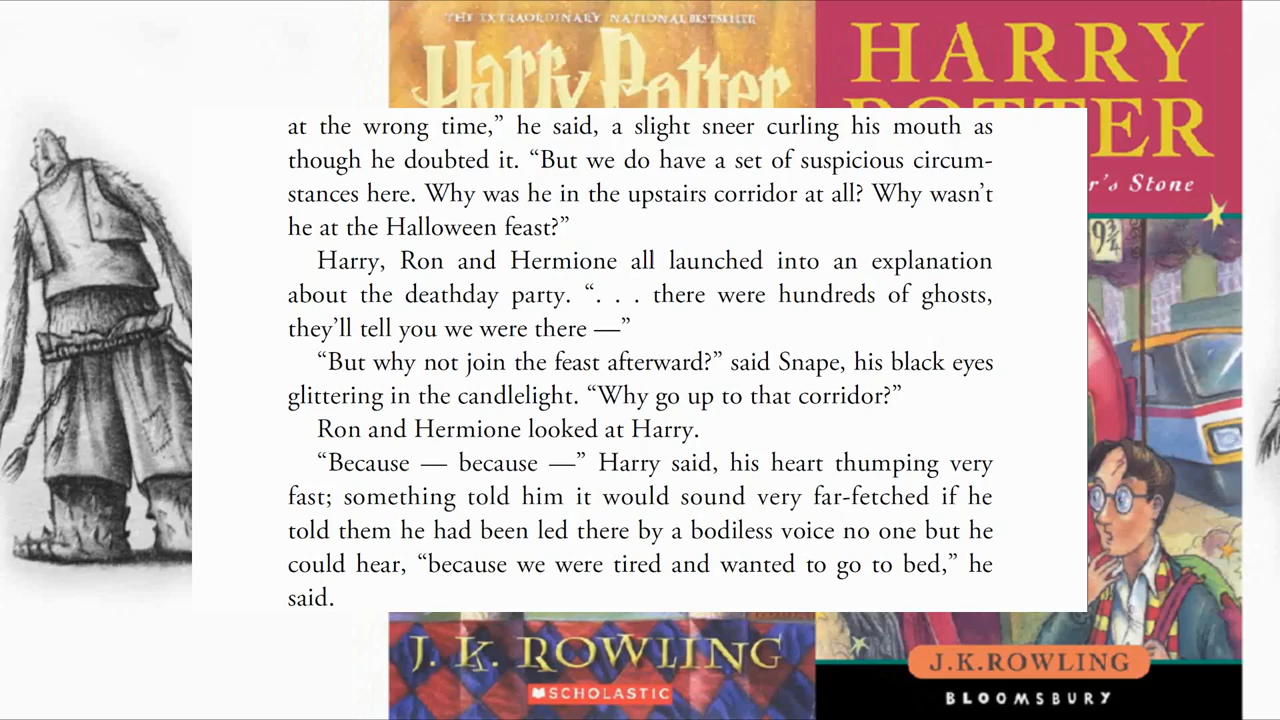 THE EXTRAORDINARY NATIONAL BESTSELLER
Harry Potter
HARRY
r's Stone
9¾
at the wrong time,” he said, a slight sneer curling his mouth as
though he doubted it. “But we do have a set of suspicious circum-
stances here. Why was he in the upstairs corridor at all? Why wasn’t
he at the Halloween feast?”
Harry, Ron and Hermione all launched into an explanation
about the deathday party. “. . . there were hundreds of ghosts,
they’ll tell you we were there —”
“But why not join the feast afterward?” said Snape, his black eyes
glittering in the candlelight. “Why go up to that corridor?”
Ron and Hermione looked at Harry.
“Because — because —” Harry said, his heart thumping very
fast; something told him it would sound very far-fetched if he
told them he had been led there by a bodiless voice no one but he
could hear, “because we were tired and wanted to go to bed,” he
said.
J. K. ROWLING
SCHOLASTIC
J.K.ROWLING
BLOOMSBURY